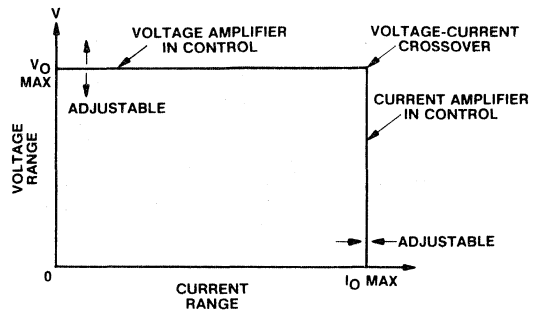 V
VOLTAGE AMPLIFIER
IN CONTROL
VOLTAGE-CURRENT
CROSSOVER
VO
MAX
ADJUSTABLE
CURRENT AMPLIFIER
IN CONTROL
VOLTAGE
RANGE
ADJUSTABLE
0
CURRENT
RANGE
IO MAX